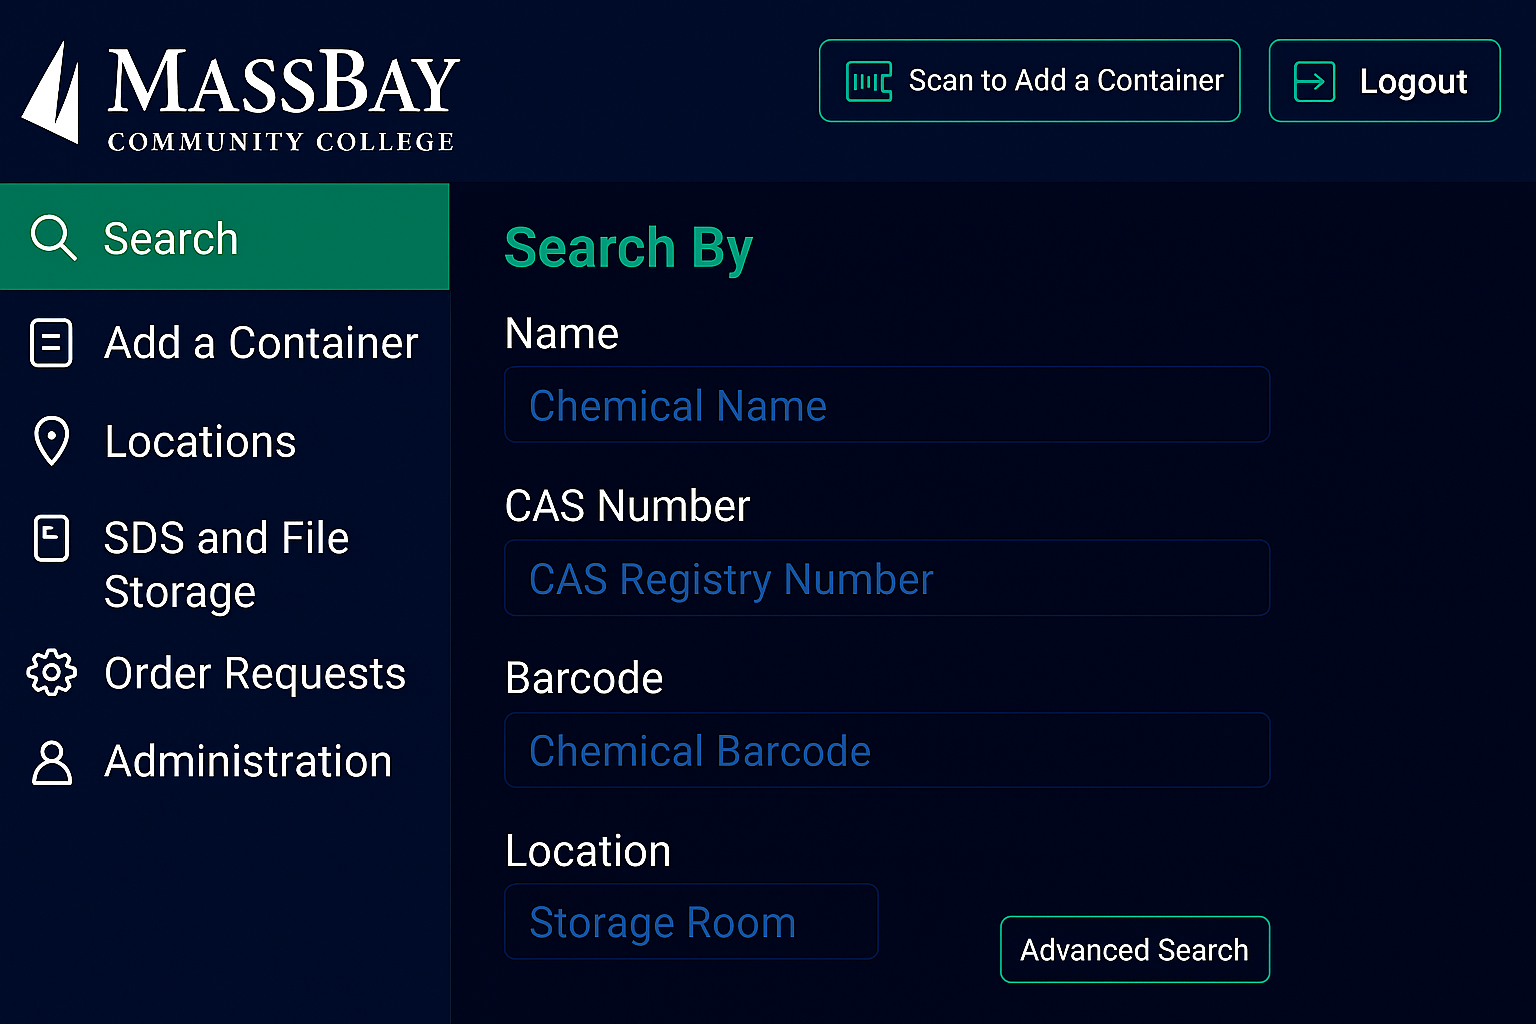 MASSBAY
COMMUNITY COLLEGE
Scan to Add a Container
Logout
Search
Add a Container
Locations
SDS and File
Storage
Order Requests
Administration
Search By
Name
Chemical Name
CAS Number
CAS Registry Number
Barcode
Chemical Barcode
Location
Storage Room
Advanced Search